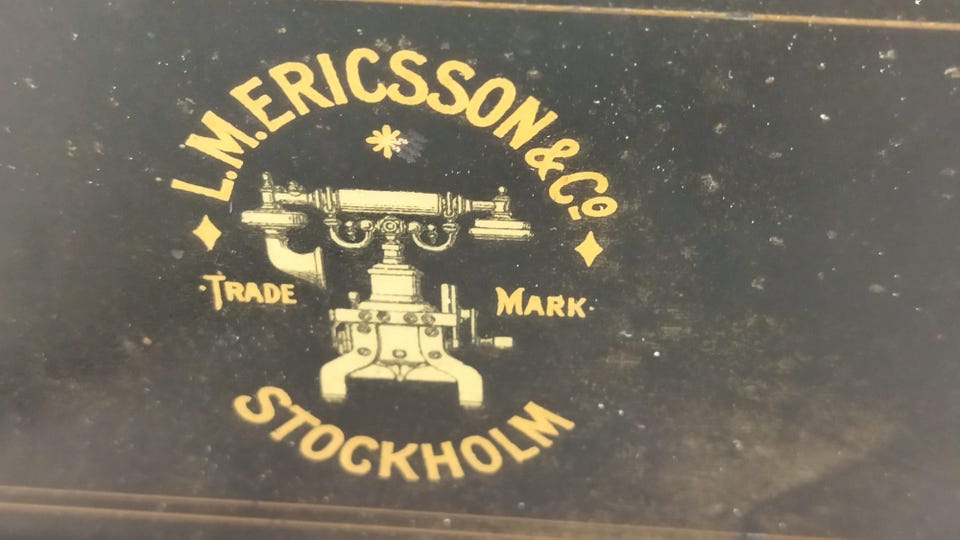 L.M.ERICSSON & Co
TRADE MARK
STOCKHOLM